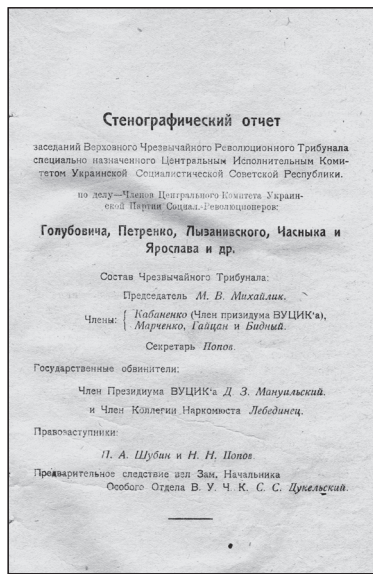 Стенографический отчет
заседаний Верховного Чрезвычайного Революционного Трибунала
специально назначенного Центральным Исполнительным Коми-
тетом Украинской Социалистической Советской Республики.
по делу—Членов Центрального Комитета Украин-
ской Партии Социал.-Революционеров:
Голубовича, Петренко, Лызанивского, Часныка и
Ярослава и др.
Состав Чрезвычайного Трибунала:
Председатель М. В. Михайлик.
Члены: { Кабаненко (Член призидума ВУЦИК'а),
Марченко, Гайцан и Бидный.
Секретарь Попов.
Государственные обвинители:
Член Президиума ВУЦИК'а Д З. Мануильский.
и Член Коллегии Наркомюста Лебединец.
Правозаступники:
П. А. Шубин и Н. Н. Попов.
Предварительное следствие вел Зам. Начальника
Особого Отдела В. У. Ч. К. С. С. Дукельский.